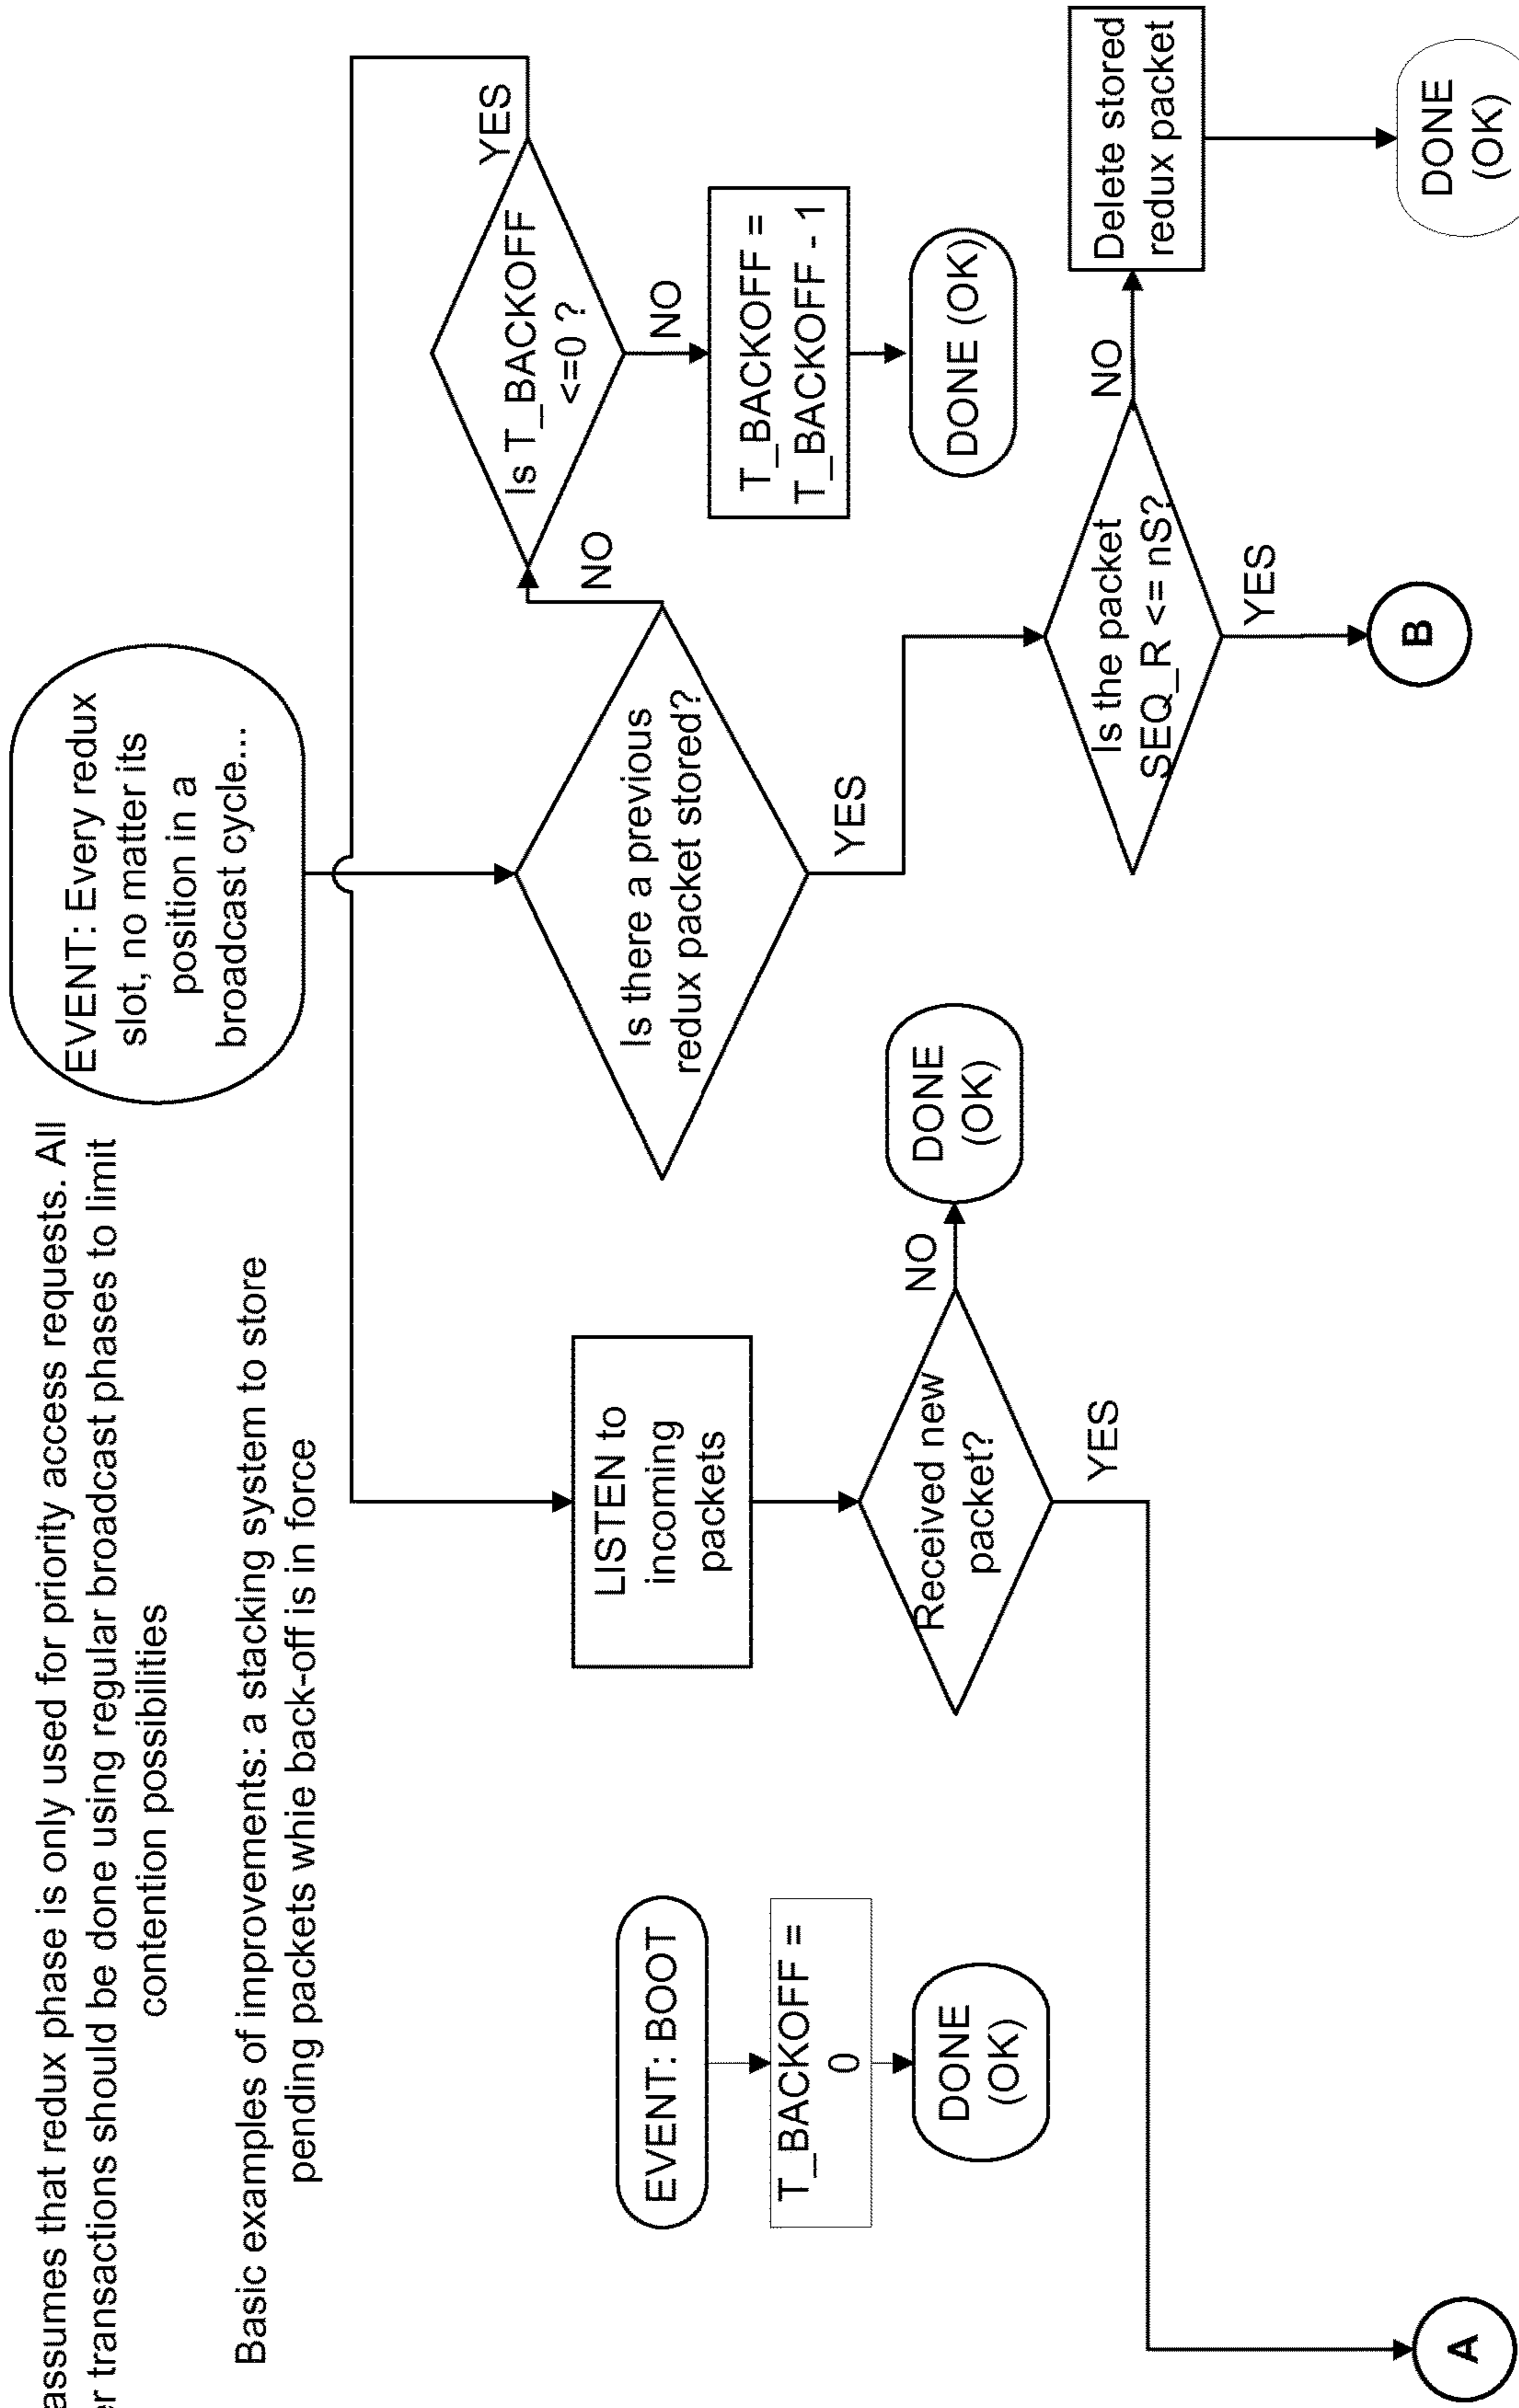 assumes that redux phase is only used for priority access requests. All
er transactions should be done using regular broadcast phases to limit
contention possibilities
Basic examples of improvements: a stacking system to store
pending packets whie back-off is in force
EVENT: Every redux
slot, no matter its
position in a
broadcast cycle...
Is there a previous
redux packet stored?
NO
YES
Is T_BACKOFF
<=0 ?
YES
NO
T_BACKOFF =
T_BACKOFF - 1
DONE (OK)
Is the packet
SEQ_R <= nS?
NO
YES
Delete stored
redux packet
DONE
(OK)
B
LISTEN to
incoming
packets
Received new
packet?
NO
DONE
(OK)
YES
A
EVENT: BOOT
T_BACKOFF =
0
DONE
(OK)